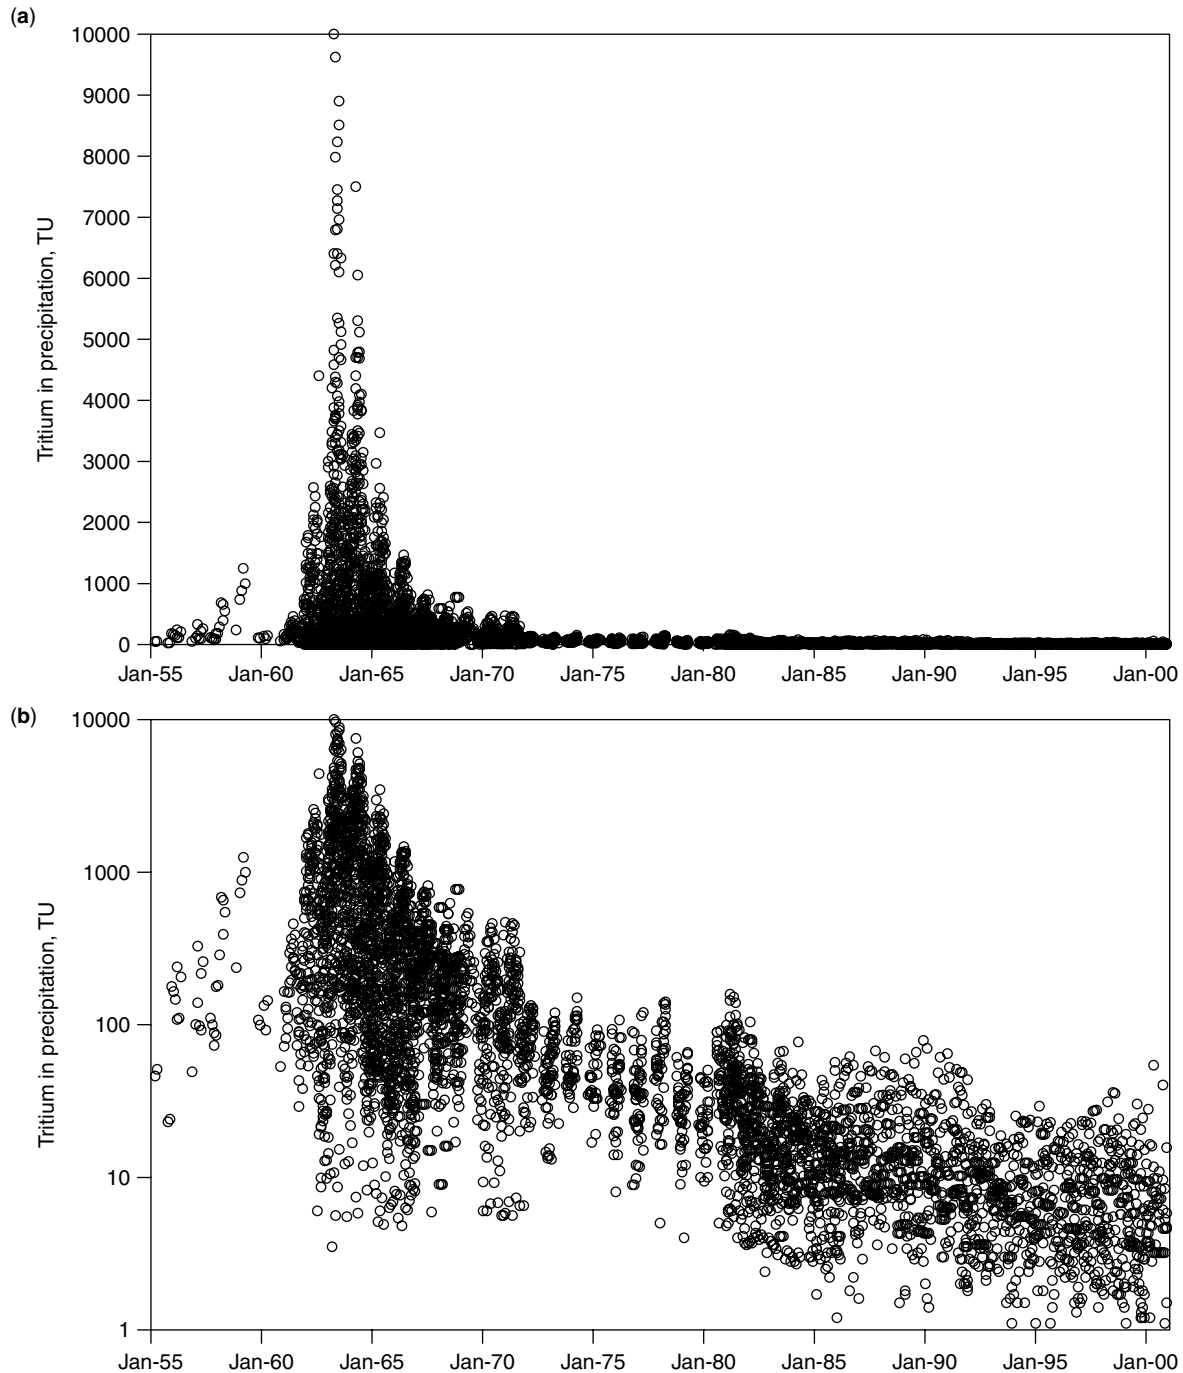 (a)
10000
9000
8000
7000
6000
5000
4000
3000
2000
1000
0
Tritium in precipitation, TU
Jan-55 Jan-60 Jan-65 Jan-70 Jan-75 Jan-80 Jan-85 Jan-90 Jan-95 Jan-00
(b)
10000
1000
100
10
1
Tritium in precipitation, TU
Jan-55 Jan-60 Jan-65 Jan-70 Jan-75 Jan-80 Jan-85 Jan-90 Jan-95 Jan-00